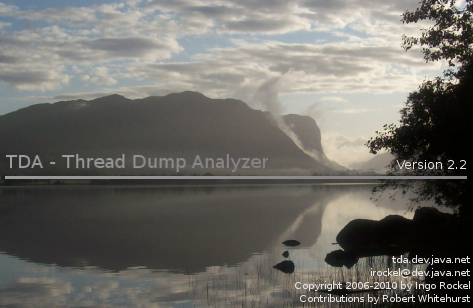 TDA - Thread Dump Analyzer
Version 2.2
tda.dev.java.net
irockel@dev.java.net
Copyright 2006-2010 by Ingo Rockel
Contributions by Robert Whitehurst